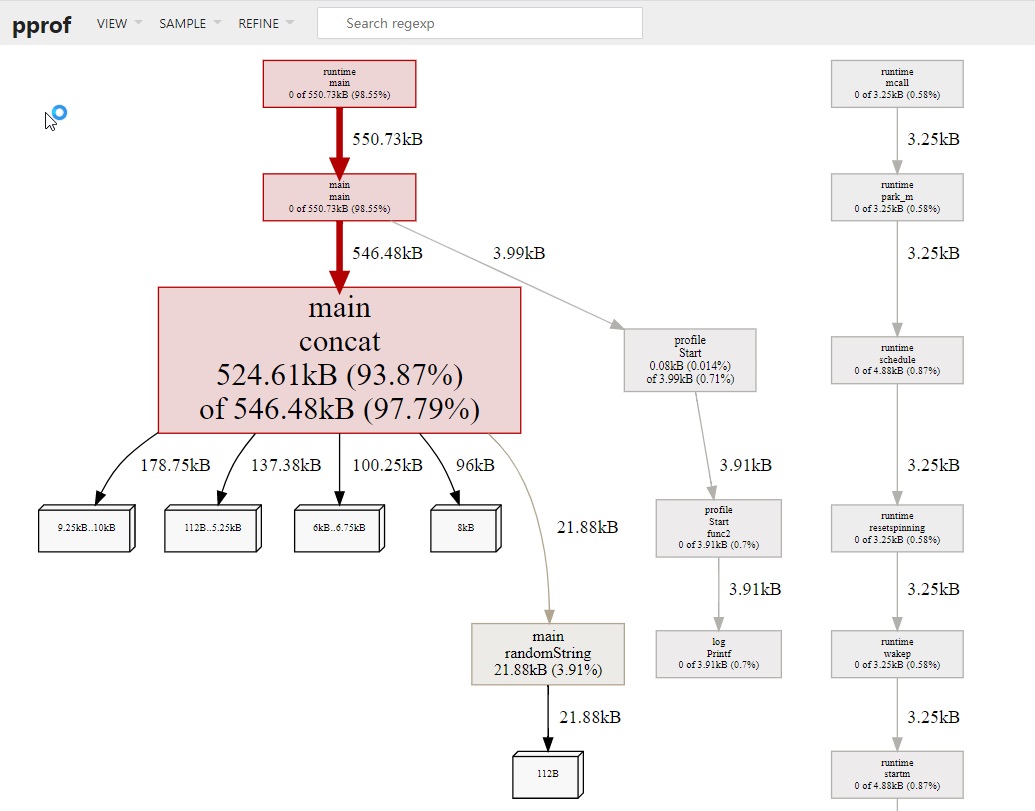 pprof
VIEW
SAMPLE
REFINE
Search regexp
runtime
main
0 of 550.73kB (98.55%)
550.73kB
main
main
0 of 550.73kB (98.55%)
546.48kB
3.99kB
main
concat
524.61kB (93.87%)
of 546.48kB (97.79%)
178.75kB
137.38kB
100.25kB
96kB
21.88kB
9.25kB..10kB
112B..5.25kB
6kB..6.75kB
8kB
main
randomString
21.88kB (3.91%)
21.88kB
112B
profile
Start
0.08kB (0.014%)
of 3.99kB (0.71%)
3.91kB
profile
Start
func2
0 of 3.91kB (0.7%)
3.91kB
log
Printf
0 of 3.91kB (0.7%)
runtime
mcall
0 of 3.25kB (0.58%)
3.25kB
runtime
park_m
0 of 3.25kB (0.58%)
3.25kB
runtime
schedule
0 of 4.88kB (0.87%)
3.25kB
runtime
resetspinning
0 of 3.25kB (0.58%)
3.25kB
runtime
wakep
0 of 3.25kB (0.58%)
3.25kB
runtime
startm
0 of 4.88kB (0.87%)